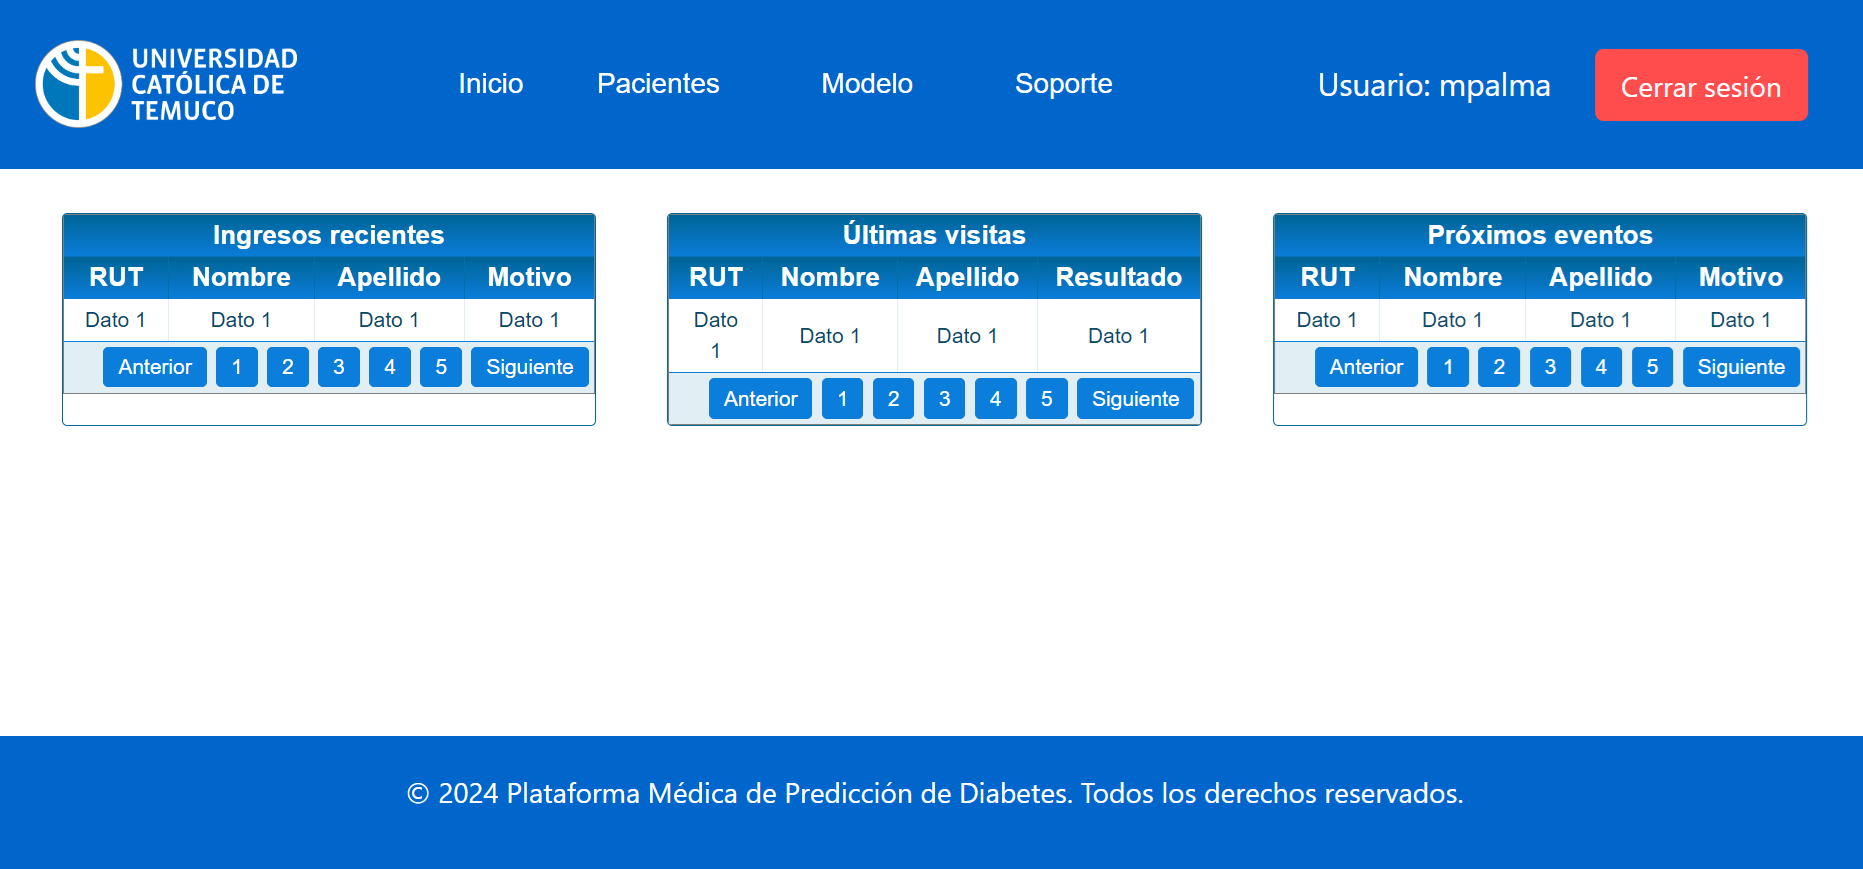 UNIVERSIDAD
CATÓLICA DE
TEMUCO
Inicio Pacientes Modelo Soporte Usuario: mpalma Cerrar sesión
Ingresos recientes
RUT Nombre Apellido Motivo
Dato 1 Dato 1 Dato 1 Dato 1
Anterior 1 2 3 4 5 Siguiente
Últimas visitas
RUT Nombre Apellido Resultado
Dato
1 Dato 1 Dato 1 Dato 1
Anterior 1 2 3 4 5 Siguiente
Próximos eventos
RUT Nombre Apellido Motivo
Dato 1 Dato 1 Dato 1 Dato 1
Anterior 1 2 3 4 5 Siguiente
© 2024 Plataforma Médica de Predicción de Diabetes. Todos los derechos reservados.